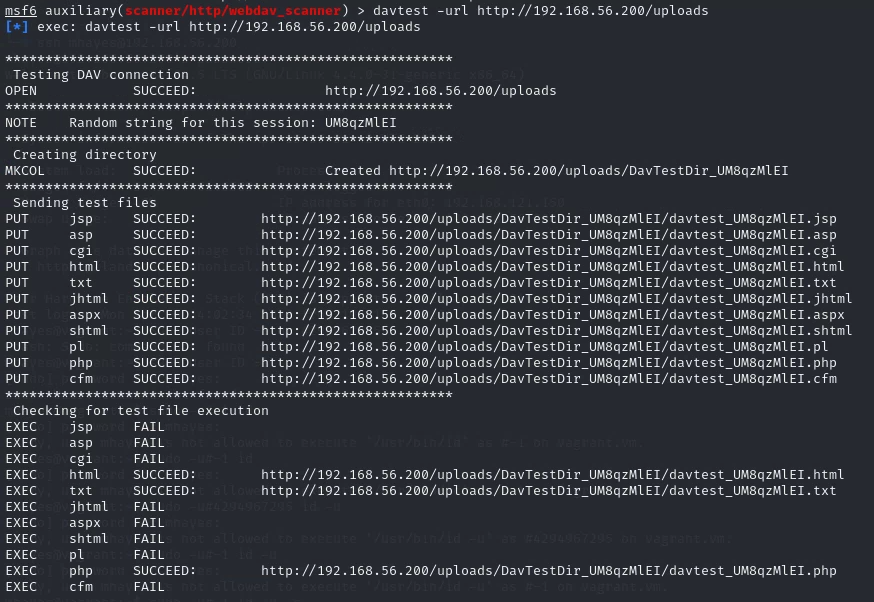 msf6 auxiliary(scanner/http/webdav_scanner) > davtest -url http://192.168.56.200/uploads
[*] exec: davtest -url http://192.168.56.200/uploads
********************************************************
Testing DAV connection
OPEN SUCCEED: http://192.168.56.200/uploads
********************************************************
NOTE Random string for this session: UM8qzMlEI
********************************************************
Creating directory
MKCOL SUCCEED: Created http://192.168.56.200/uploads/DavTestDir_UM8qzMlEI
********************************************************
Sending test files
PUT jsp SUCCEED: http://192.168.56.200/uploads/DavTestDir_UM8qzMlEI/davtest_UM8qzMlEI.jsp
PUT asp SUCCEED: http://192.168.56.200/uploads/DavTestDir_UM8qzMlEI/davtest_UM8qzMlEI.asp
PUT cgi SUCCEED: http://192.168.56.200/uploads/DavTestDir_UM8qzMlEI/davtest_UM8qzMlEI.cgi
PUT html SUCCEED: http://192.168.56.200/uploads/DavTestDir_UM8qzMlEI/davtest_UM8qzMlEI.html
PUT txt SUCCEED: http://192.168.56.200/uploads/DavTestDir_UM8qzMlEI/davtest_UM8qzMlEI.txt
PUT jhtml SUCCEED: http://192.168.56.200/uploads/DavTestDir_UM8qzMlEI/davtest_UM8qzMlEI.jhtml
PUT aspx SUCCEED: http://192.168.56.200/uploads/DavTestDir_UM8qzMlEI/davtest_UM8qzMlEI.aspx
PUT shtml SUCCEED: http://192.168.56.200/uploads/DavTestDir_UM8qzMlEI/davtest_UM8qzMlEI.shtml
PUT pl SUCCEED: http://192.168.56.200/uploads/DavTestDir_UM8qzMlEI/davtest_UM8qzMlEI.pl
PUT php SUCCEED: http://192.168.56.200/uploads/DavTestDir_UM8qzMlEI/davtest_UM8qzMlEI.php
PUT cfm SUCCEED: http://192.168.56.200/uploads/DavTestDir_UM8qzMlEI/davtest_UM8qzMlEI.cfm
********************************************************
Checking for test file execution
EXEC jsp FAIL
EXEC asp FAIL
EXEC cgi FAIL
EXEC html SUCCEED: http://192.168.56.200/uploads/DavTestDir_UM8qzMlEI/davtest_UM8qzMlEI.html
EXEC txt SUCCEED: http://192.168.56.200/uploads/DavTestDir_UM8qzMlEI/davtest_UM8qzMlEI.txt
EXEC jhtml FAIL
EXEC aspx FAIL
EXEC shtml FAIL
EXEC pl FAIL
EXEC php SUCCEED: http://192.168.56.200/uploads/DavTestDir_UM8qzMlEI/davtest_UM8qzMlEI.php
EXEC cfm FAIL